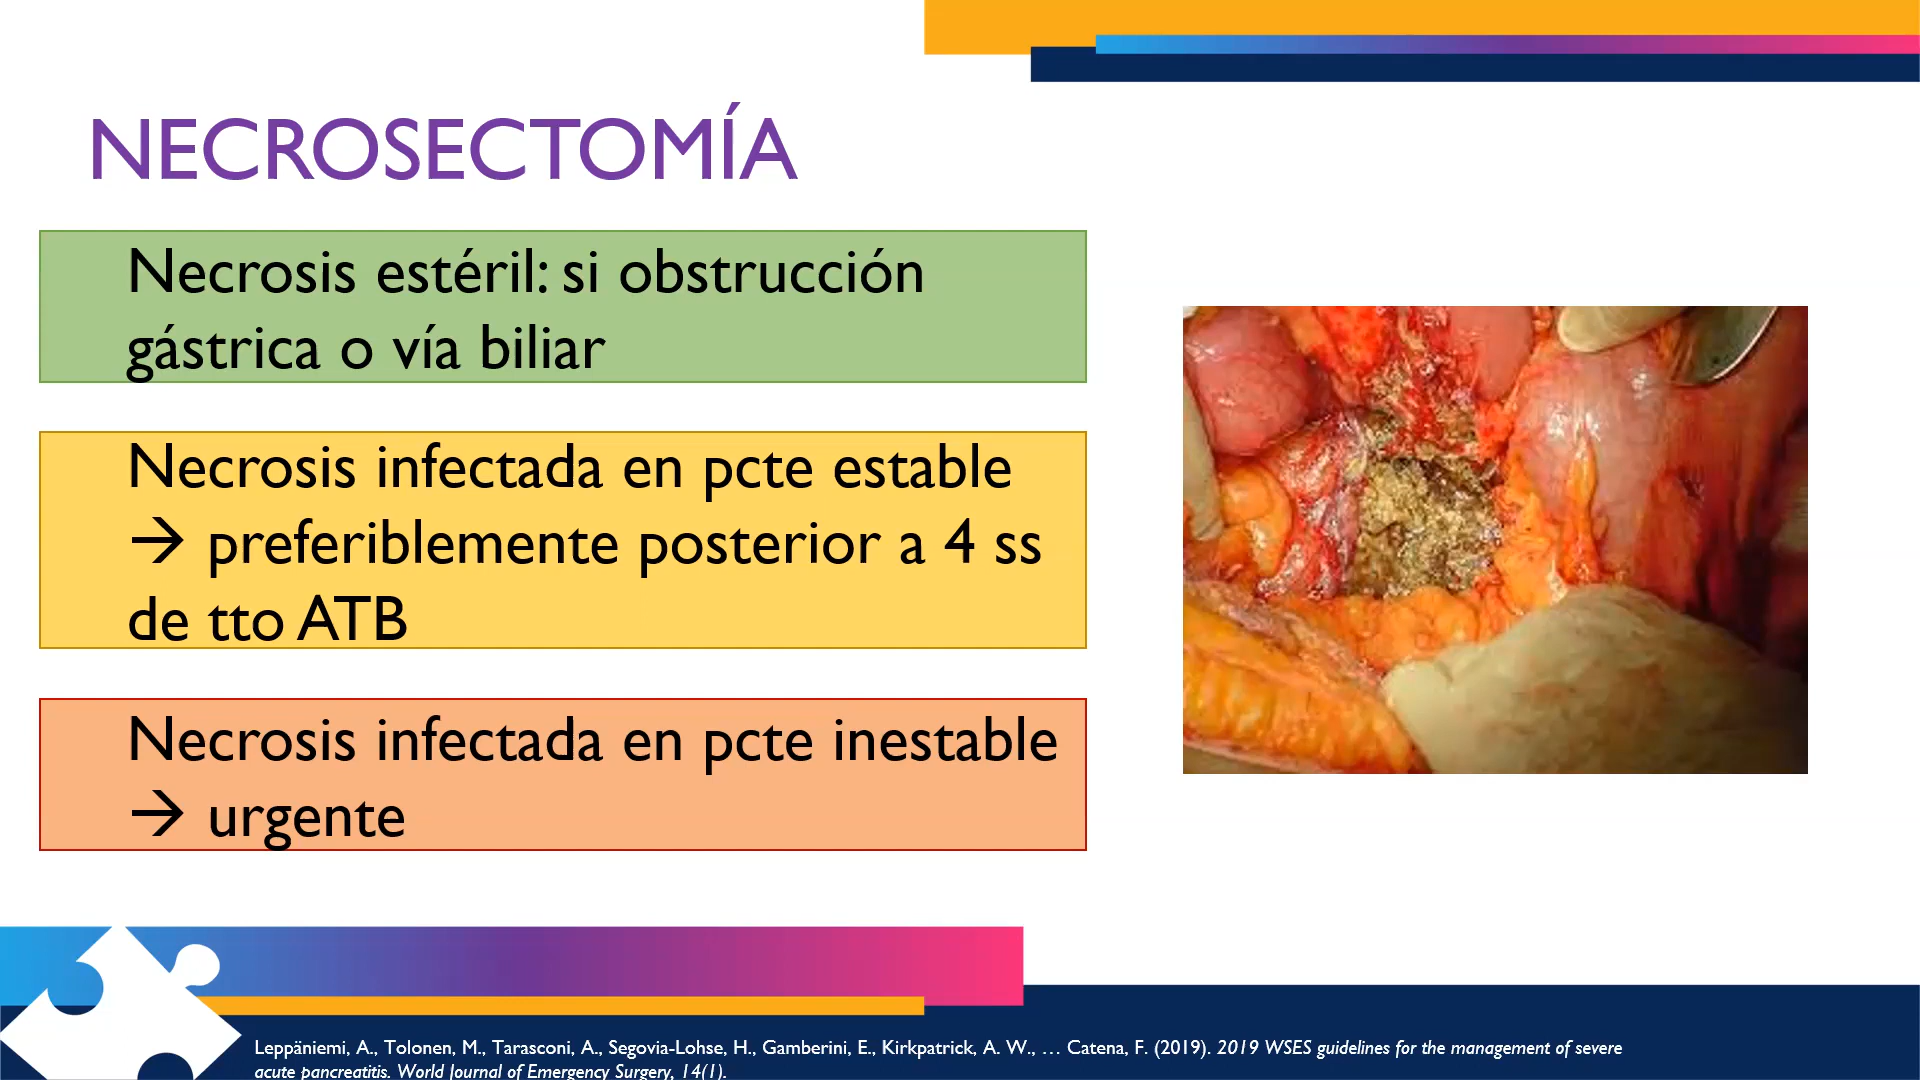 NECROSECTOMÍA
Necrosis estéril: si obstrucción
gástrica o vía biliar
Necrosis infectada en pcte estable
→ preferiblemente posterior a 4 ss
de tto ATB
Necrosis infectada en pcte inestable
→ urgente
Leppäniemi, A., Tolonen, M., Tarasconi, A., Segovia-Lohse, H., Gamberini, E., Kirkpatrick, A. W., … Catena, F. (2019). 2019 WSES guidelines for the management of severe
acute pancreatitis. World Journal of Emergency Surgery, 14(1).